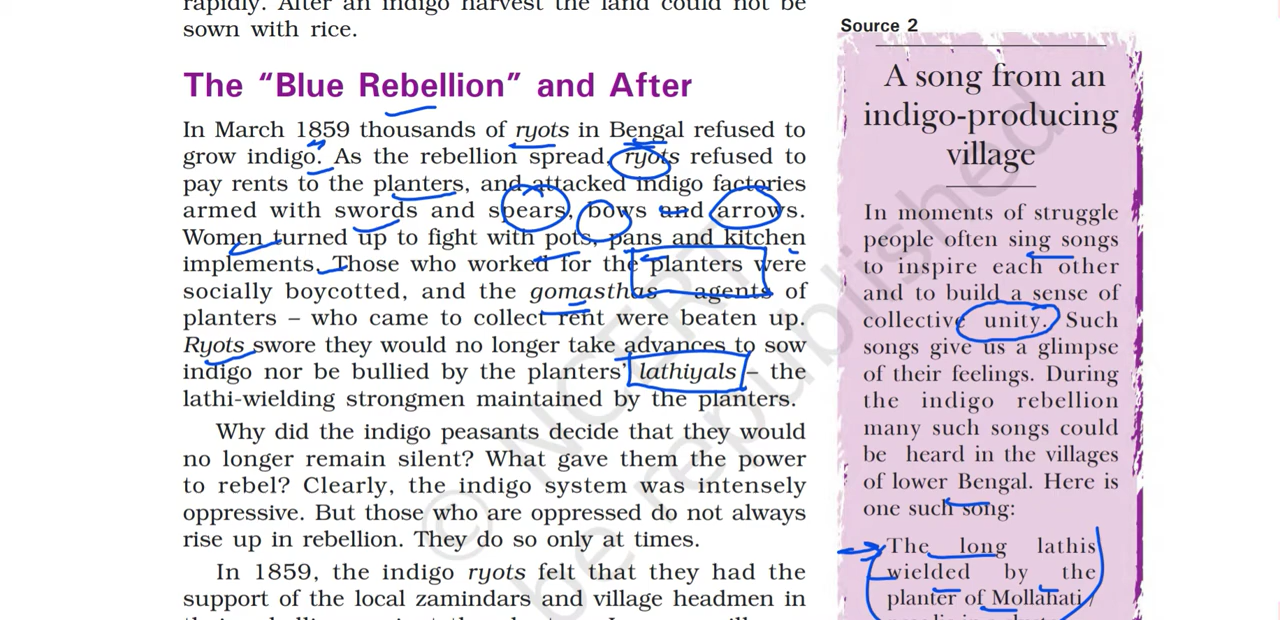 rapidly. After an indigo harvest the land could not be
sown with rice.
The “Blue Rebellion” and After
In March 1859 thousands of ryots in Bengal refused to
grow indigo. As the rebellion spread, ryots refused to
pay rents to the planters, and attacked indigo factories
armed with swords and spears, bows and arrows.
Women turned up to fight with pots, pans and kitchen
implements. Those who worked for the planters were
socially boycotted, and the gomasthas – agents of
planters – who came to collect rent were beaten up.
Ryots swore they would no longer take advances to sow
indigo nor be bullied by the planters’ lathiyals – the
lathi-wielding strongmen maintained by the planters.
Why did the indigo peasants decide that they would
no longer remain silent? What gave them the power
to rebel? Clearly, the indigo system was intensely
oppressive. But those who are oppressed do not always
rise up in rebellion. They do so only at times.
In 1859, the indigo ryots felt that they had the
support of the local zamindars and village headmen in
Source 2
A song from an
indigo-producing
village
In moments of struggle
people often sing songs
to inspire each other
and to build a sense of
collective unity. Such
songs give us a glimpse
of their feelings. During
the indigo rebellion
many such songs could
be heard in the villages
of lower Bengal. Here is
one such song:
The long lathis
wielded by the
planter of Mollahati /
© NCERT
be republished